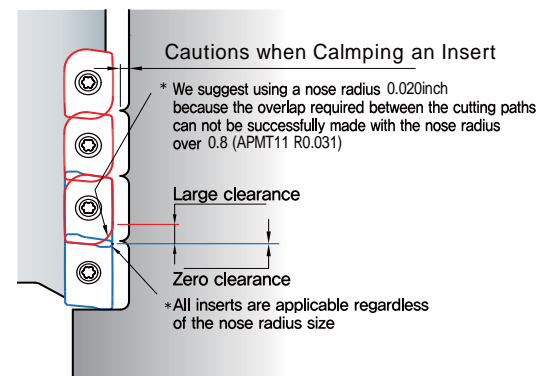 Cautions when Calmping an Insert
* We suggest using a nose radius 0.020inch
because the overlap required between the cutting paths
can not be successfully made with the nose radius
over 0.8 (APMT11 R0.031)
Large clearance
Zero clearance
*All inserts are applicable regardless
of the nose radius size